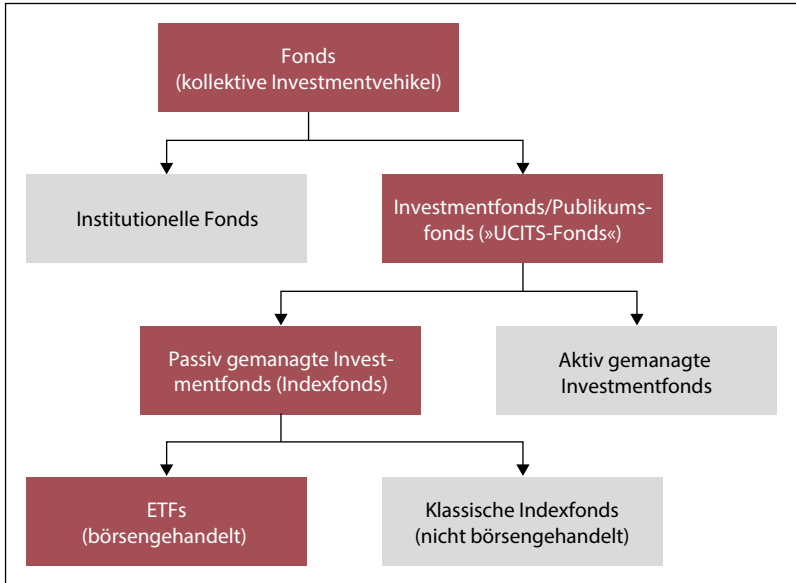 Fonds
(kollektive Investmentvehikel)
Institutionelle Fonds
Investmentfonds/Publikums-
fonds (»UCITS-Fonds«)
Passiv gemanagte Invest-
mentfonds (Indexfonds)
Aktiv gemanagte
Investmentfonds
ETFs
(börsengehandelt)
Klassische Indexfonds
(nicht börsengehandelt)